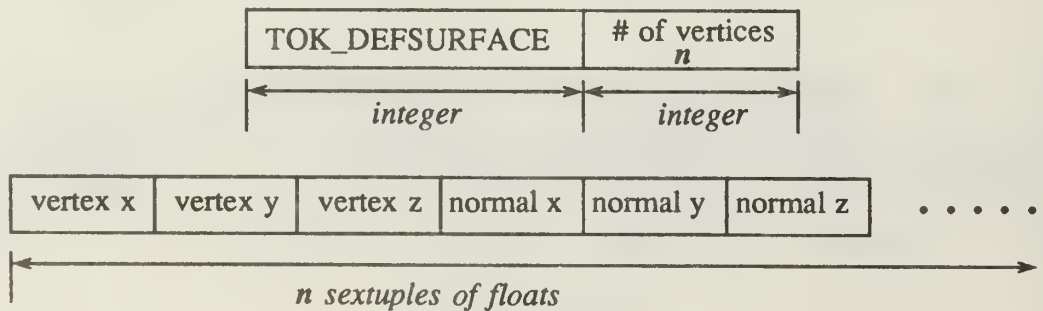 TOK_DEFSURFACE # of vertices
n
integer integer
vertex x vertex y vertex z normal x normal y normal z . . . . .
n sextuples of floats